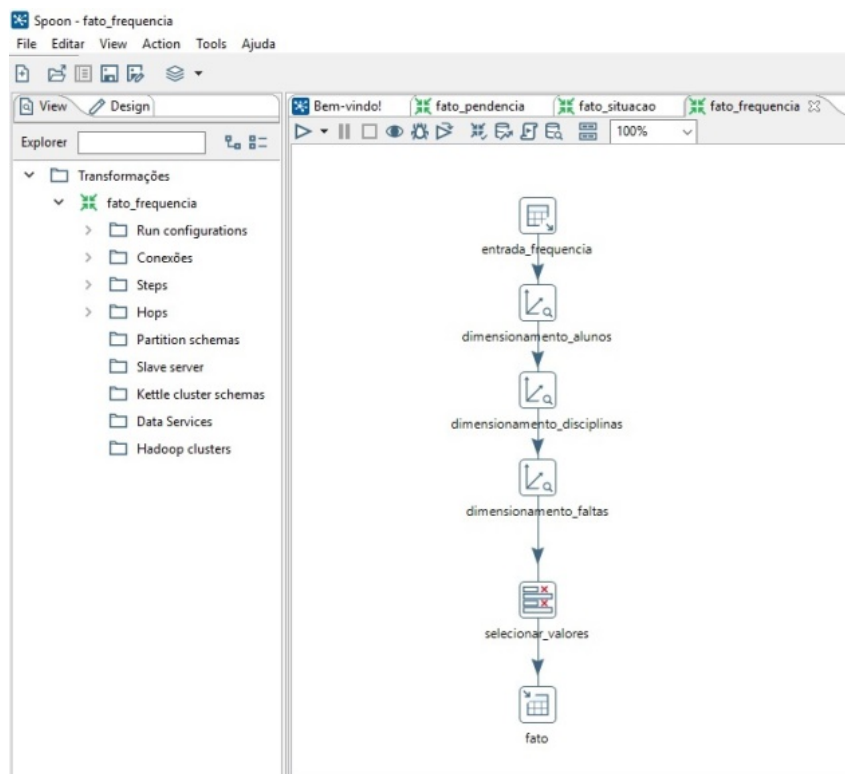 Spoon - fato_frequencia
File Editar View Action Tools Ajuda
View Design
Explorer
Transformações
fato_frequencia
Run configurations
Conexões
Steps
Hops
Partition schemas
Slave server
Kettle cluster schemas
Data Services
Hadoop clusters
Bem-vindo! fato_pendencia fato_situacao fato_frequencia
100%
entrada_frequencia
dimensionamento_alunos
dimensionamento_disciplinas
dimensionamento_faltas
selecionar_valores
fato